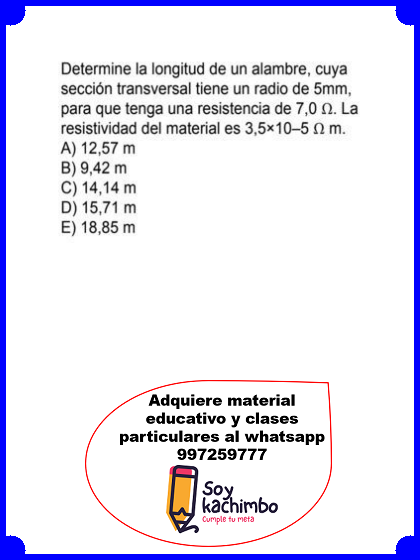 Determine la longitud de un alambre, cuya
sección transversal tiene un radio de 5mm,
para que tenga una resistencia de 7,0 Ω. La
resistividad del material es 3,5×10–5 Ω m.
A) 12,57 m
B) 9,42 m
C) 14,14 m
D) 15,71 m
E) 18,85 m
Adquiere material
educativo y clases
particulares al whatsapp
997259777
Soy
kachimbo
Cumple tu meta